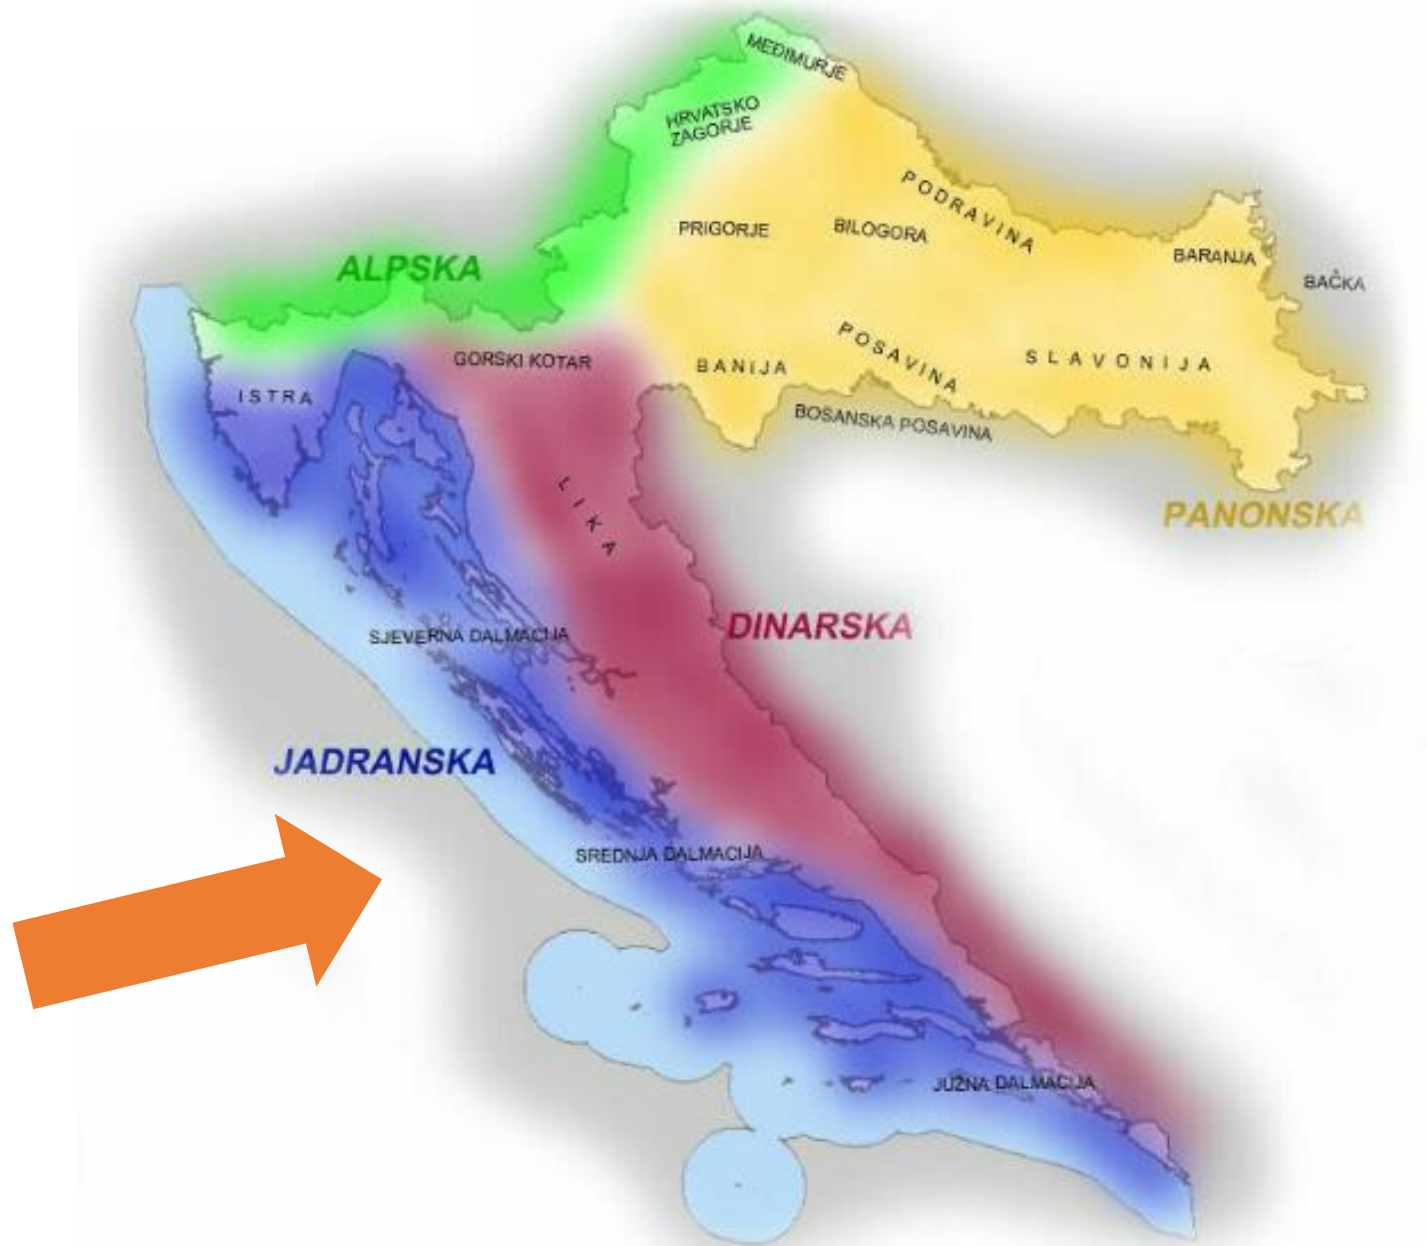 MEĐIMURJE
HRVATSKO
ZAGORJE
PODRAVINA
PRIGORJE
BILOGORA
BARANJA
ALPSKA
BAČKA
GORSKI KOTAR
BANIJA
POSAVINA
SLAVONIJA
ISTRA
BOSANSKA POSAVINA
LIKA
PANONSKA
DINARSKA
SJEVERNA DALMACIJA
JADRANSKA
SREDNJA DALMACIJA
JUŽNA DALMACIJA